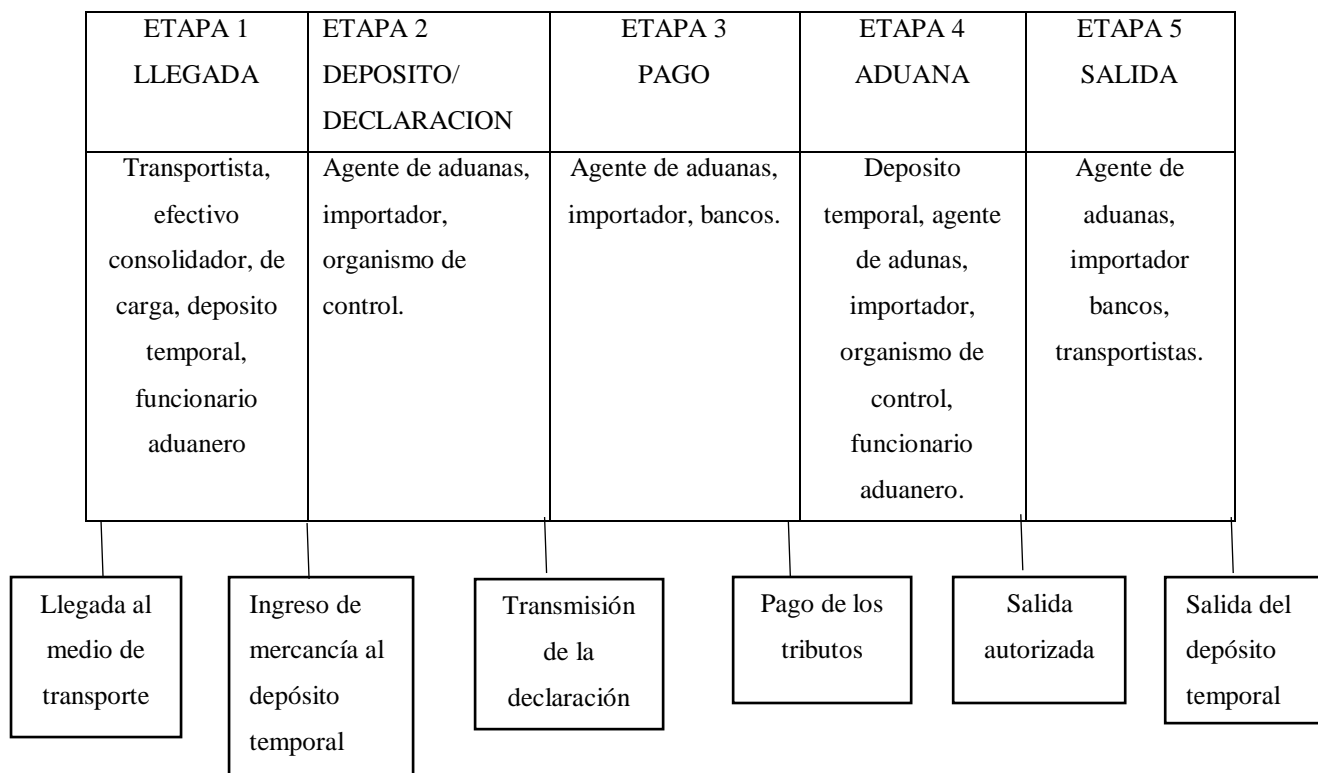 ETAPA 1
LLEGADA
ETAPA 2
DEPOSITO/
DECLARACION
ETAPA 3
PAGO
ETAPA 4
ADUANA
ETAPA 5
SALIDA
Transportista,
efectivo
consolidador, de
carga, deposito
temporal,
funcionario
aduanero
Agente de aduanas,
importador,
organismo de
control.
Agente de aduanas,
importador, bancos.
Deposito
temporal, agente
de adunas,
importador,
organismo de
control,
funcionario
aduanero.
Agente de
aduanas,
importador
bancos,
transportistas.
Llegada al
medio de
transporte
Ingreso de
mercancía al
depósito
temporal
Transmisión
de la
declaración
Pago de los
tributos
Salida
autorizada
Salida del
depósito
temporal